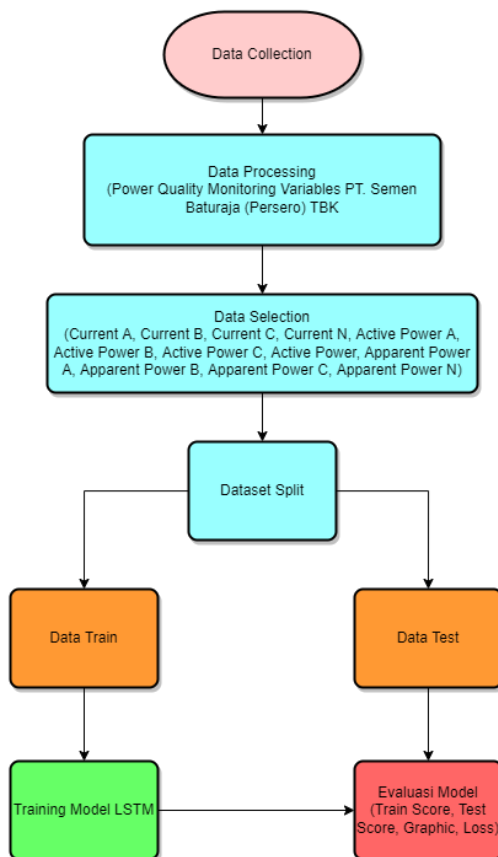 Data Collection
Data Processing
(Power Quality Monitoring Variables PT. Semen
Baturaja (Persero) TBK
Data Selection
(Current A, Current B, Current C, Current N, Active Power A,
Active Power B, Active Power C, Active Power, Apparent Power
A, Apparent Power B, Apparent Power C, Apparent Power N)
Dataset Split
Data Train
Data Test
Training Model LSTM
Evaluasi Model
(Train Score, Test
Score, Graphic, Loss)